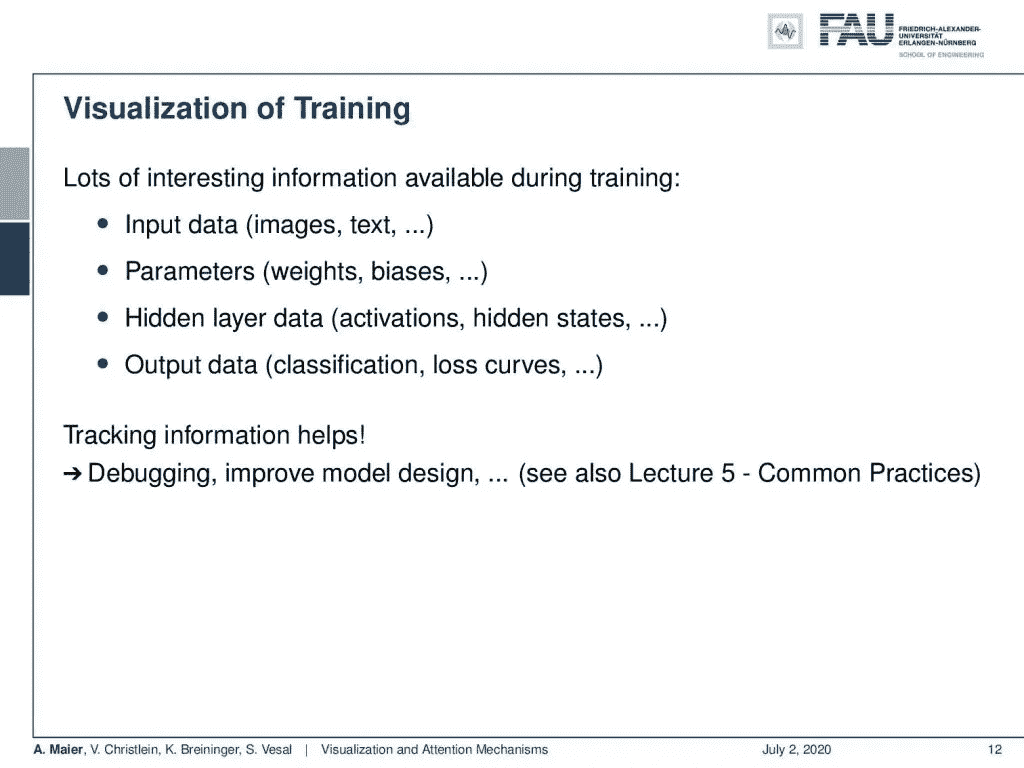 FAU
FRIEDRICH-ALEXANDER-
UNIVERSITÄT
ERLANGEN-NÜRNBERG
SCHOOL OF ENGINEERING
Visualization of Training
Lots of interesting information available during training:
• Input data (images, text, ...)
• Parameters (weights, biases, ...)
• Hidden layer data (activations, hidden states, ...)
• Output data (classification, loss curves, ...)
Tracking information helps!
➔ Debugging, improve model design, ... (see also Lecture 5 - Common Practices)
A. Maier, V. Christlein, K. Breininger, S. Vesal | Visualization and Attention Mechanisms July 2, 2020 12